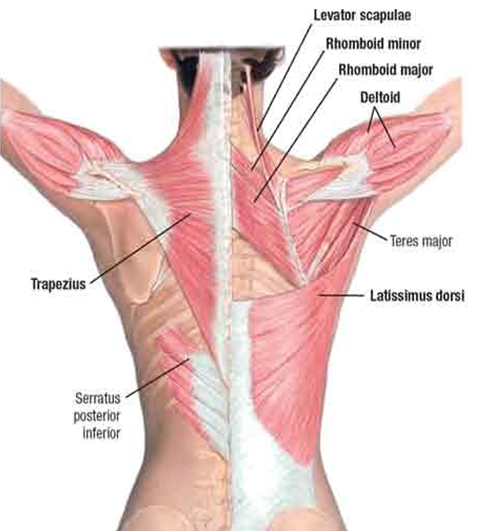 Levator scapulae
Rhomboid minor
Rhomboid major
Deltoid
Teres major
Trapezius
Latissimus dorsi
Serratus
posterior
inferior